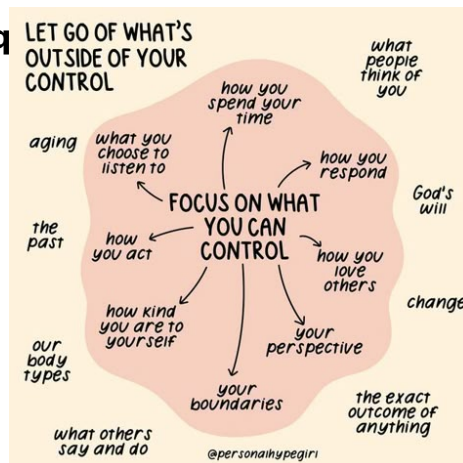 q
LET GO OF WHAT'S
OUTSIDE OF YOUR
CONTROL
what
people
think of
you
how you
spend your
time
aging
what you
choose to
listen to
how you
respond
God's
will
FOCUS ON WHAT
YOU CAN
CONTROL
the
past
how
you act
how you
love
others
change
how kind
you are to
yourself
your
perspective
our
body
types
your
boundaries
the exact
outcome of
anything
what others
say and do
@personalhypegirl